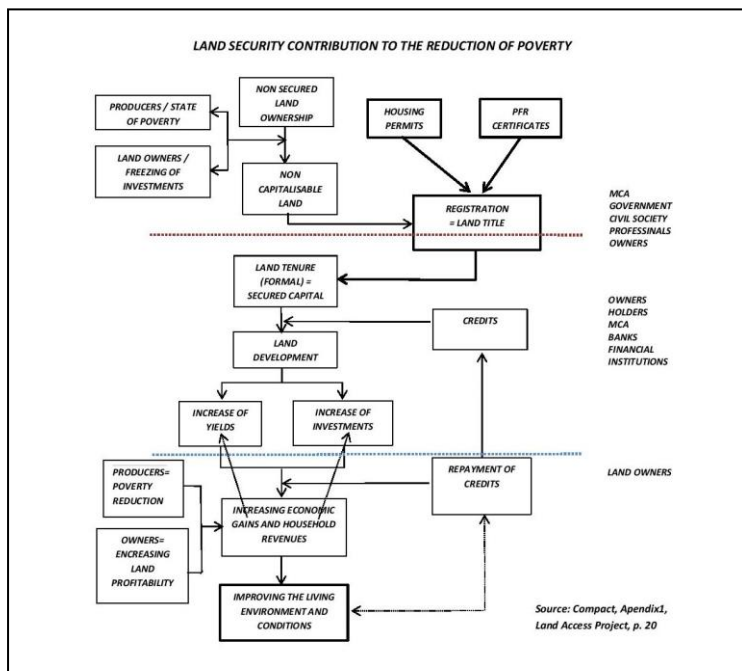 LAND SECURITY CONTRIBUTION TO THE REDUCTION OF POVERTY
PRODUCERS / STATE
OF POVERTY
NON SECURED
LAND
OWNERSHIP
HOUSING
PERMITS
PFR
CERTIFICATES
LAND OWNERS /
FREEZING OF
INVESTMENTS
NON
CAPITALISABLE
LAND
REGISTRATION
= LAND TITLE
MCA
GOVERNMENT
CIVIL SOCIETY
PROFESSINALS
OWNERS
LAND TENURE
(FORMAL) =
SECURED CAPITAL
CREDITS
OWNERS
HOLDERS
MCA
BANKS
FINANCIAL
INSTITUTIONS
LAND
DEVELOPMENT
INCREASE OF
YIELDS
INCREASE OF
INVESTMENTS
PRODUCERS=
POVERTY
REDUCTION
REPAYMENT OF
CREDITS
LAND OWNERS
INCREASING ECONOMIC
GAINS AND HOUSEHOLD
REVENUES
OWNERS=
ENCREASING
LAND
PROFITABILITY
IMPROVING THE LIVING
ENVIRONMENT AND
CONDITIONS
Source: Compact, Apendix1,
Land Access Project, p. 20